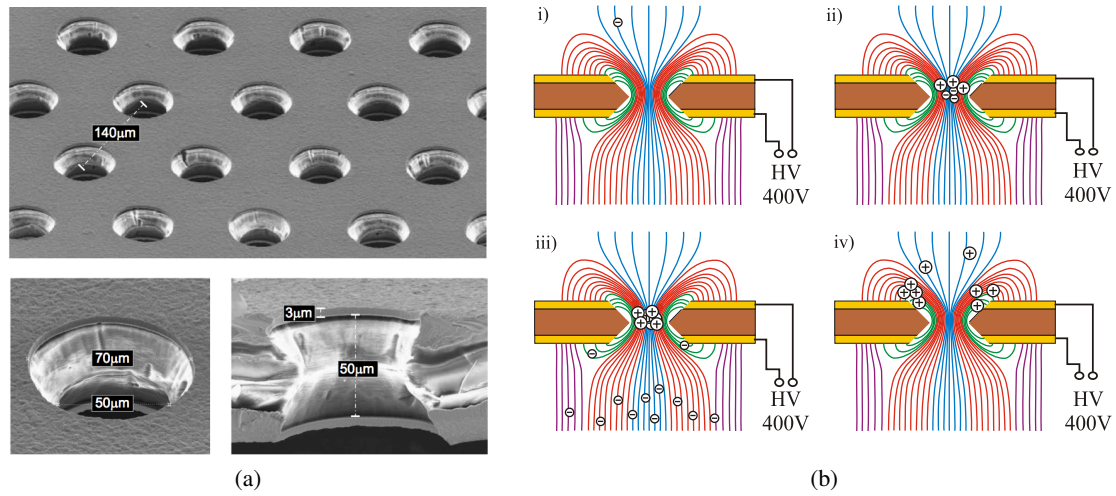 140µm
70µm
50µm
3µm
50µm
(a)
i)
HV
400V
ii)
HV
400V
iii)
HV
400V
iv)
HV
400V
(b)